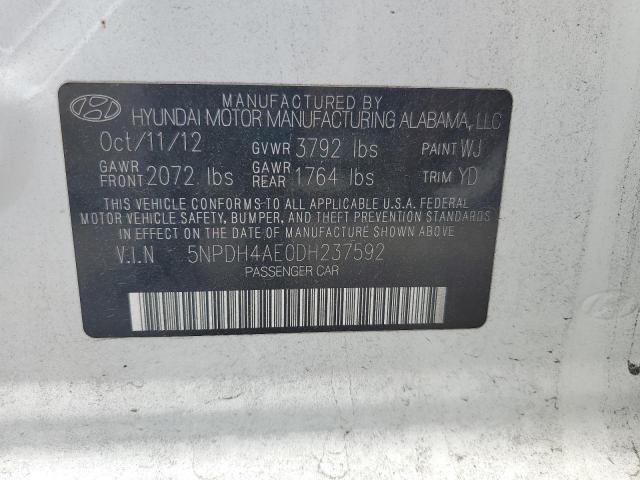 MANUFACTURED BY
HYUNDAI MOTOR MANUFACTURING ALABAMA, LLC
Oct/11/12 GVWR 3792 lbs PAINT WJ
GAWR FRONT 2072 lbs GAWR REAR 1764 lbs TRIM YD
THIS VEHICLE CONFORMS TO ALL APPLICABLE U.S.A. FEDERAL
MOTOR VEHICLE SAFETY, BUMPER, AND THEFT PREVENTION STANDARDS
IN EFFECT ON THE DATE OF MANUFACTURE SHOWN ABOVE.
V.I.N 5NPDH4AE0DH237592
PASSENGER CAR